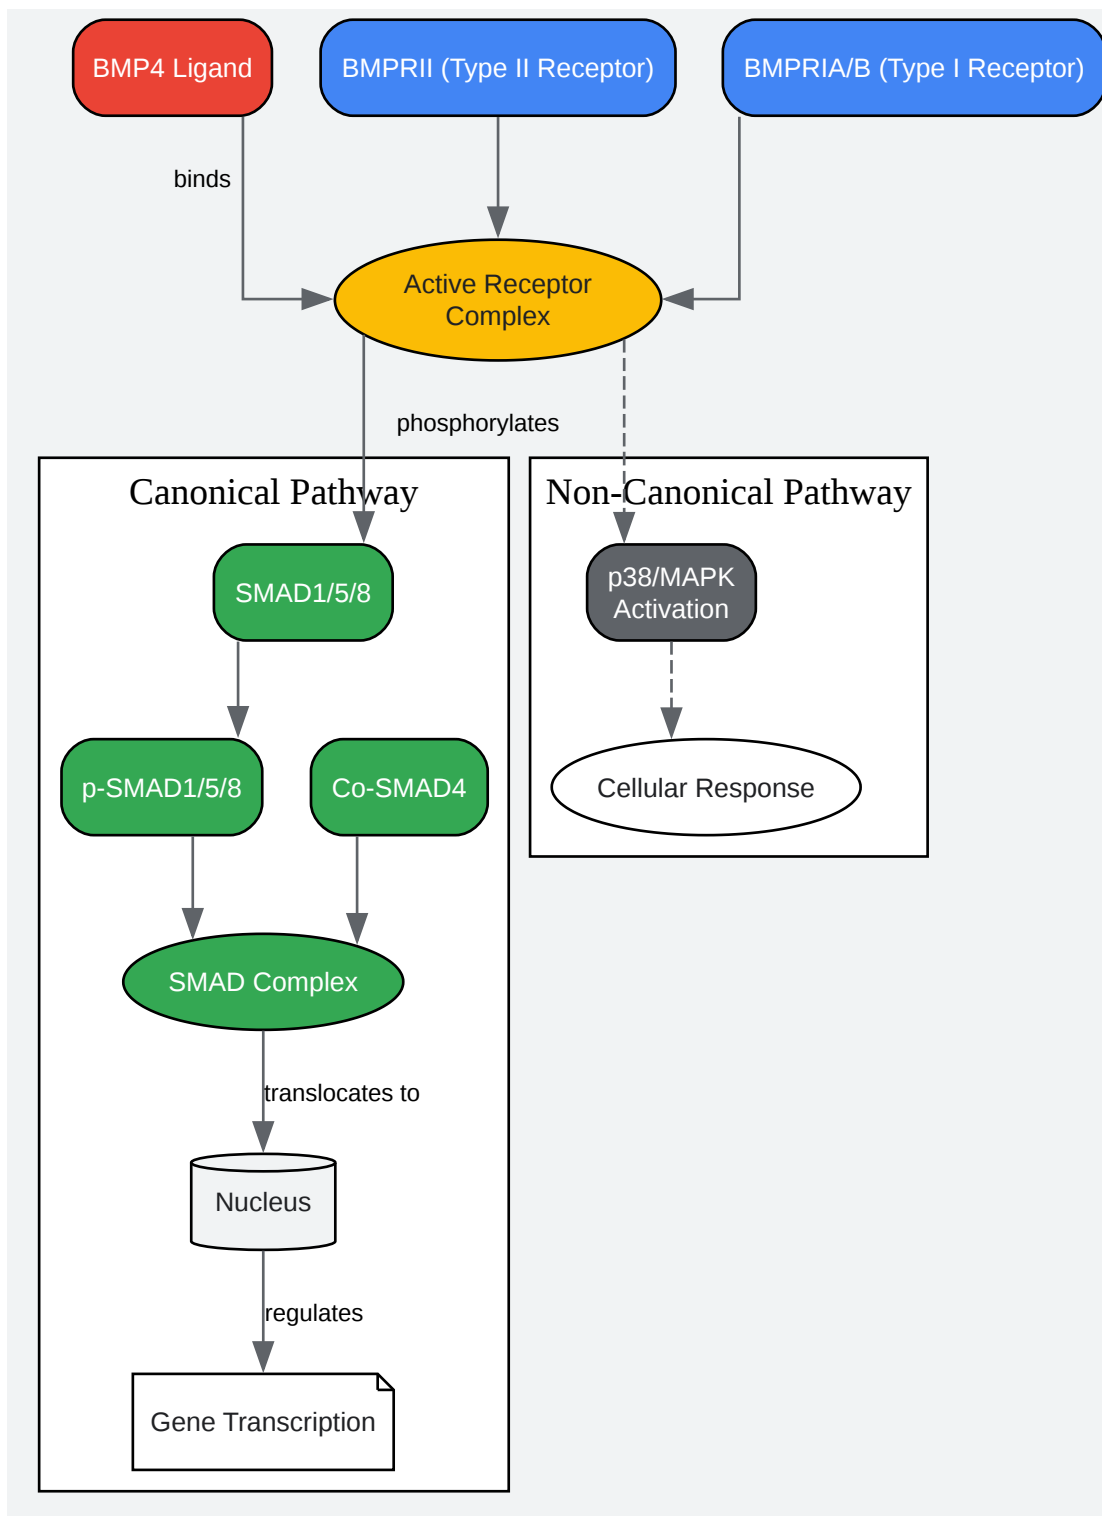 BMP4 Ligand
BMPRII (Type II Receptor)
BMPRIA/B (Type I Receptor)
binds
Active Receptor
Complex
phosphorylates
Canonical Pathway
Non-Canonical Pathway
SMAD1/5/8
p38/MAPK
Activation
p-SMAD1/5/8
Co-SMAD4
Cellular Response
SMAD Complex
translocates to
Nucleus
regulates
Gene Transcription